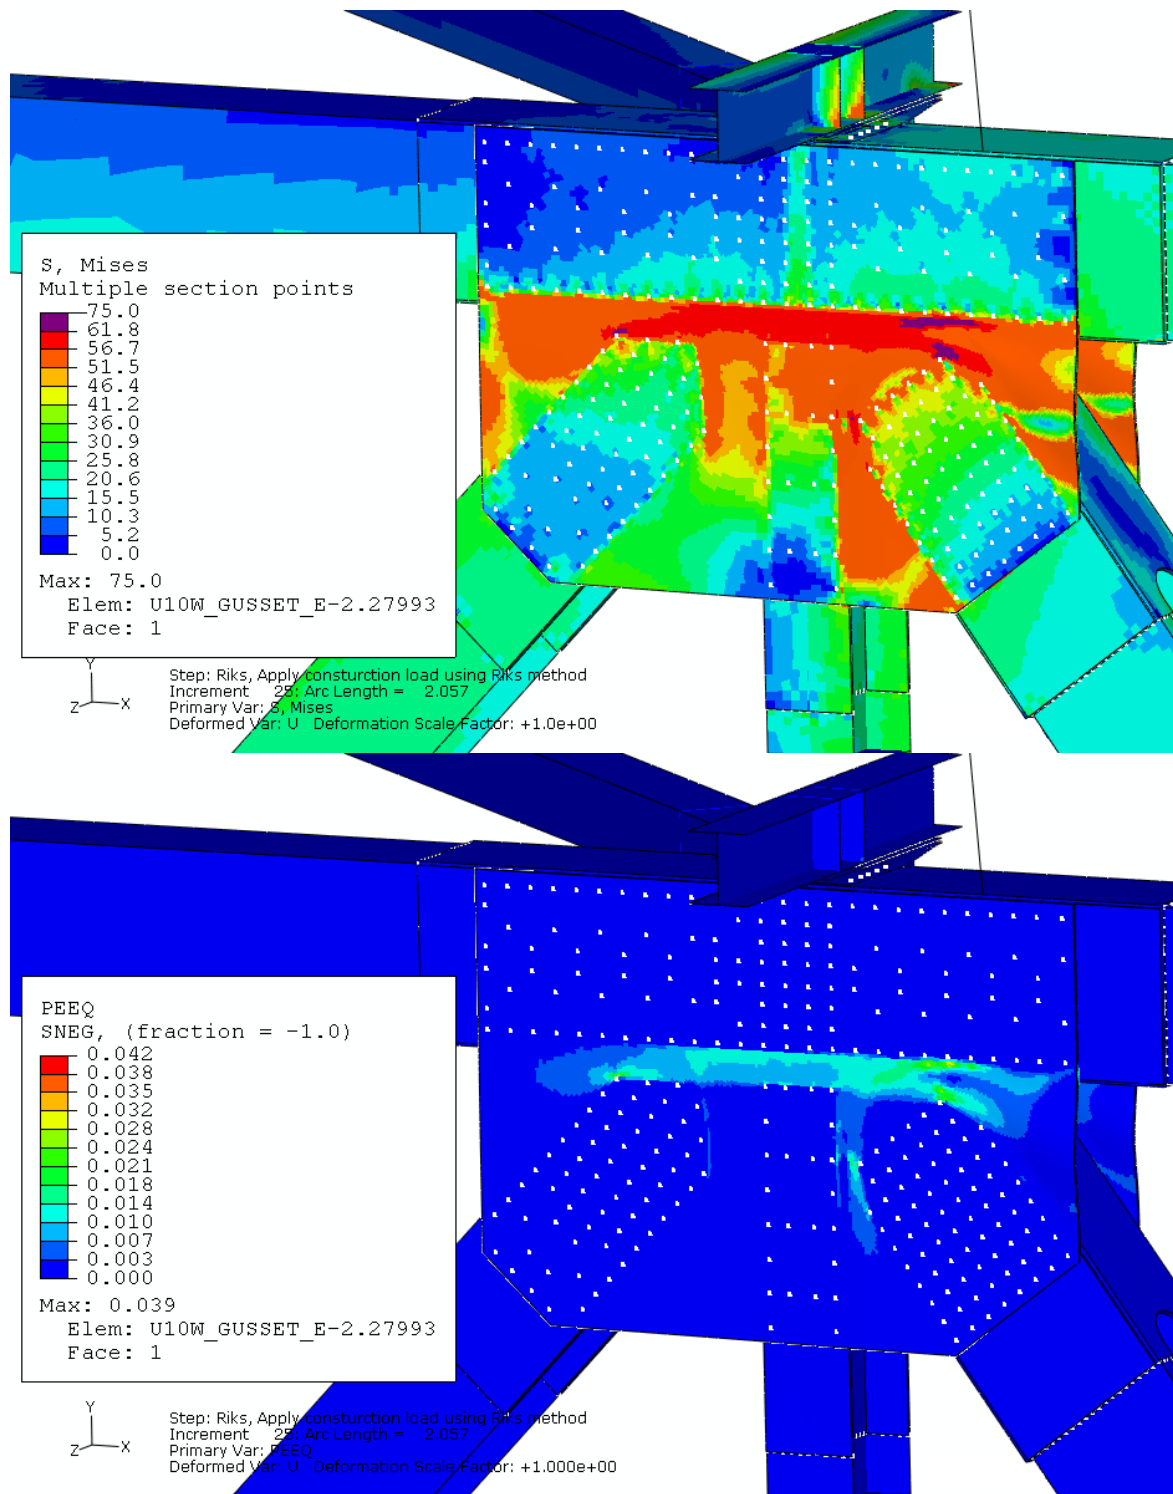 S, Mises
Multiple section points
75.0
61.8
56.7
51.5
46.4
41.2
36.0
30.9
25.8
20.6
15.5
10.3
5.2
0.0
Max: 75.0
Elem: U10W_GUSSET_E-2.27993
Face: 1
Y
Z X
Step: Riks, Apply consturction load using Riks method
Increment 25: Arc Length = 2.057
Primary Var: S, Mises
Deformed Var: U Deformation Scale Factor: +1.0e+00
PEEQ
SNEG, (fraction = -1.0)
0.042
0.038
0.035
0.032
0.028
0.024
0.021
0.018
0.014
0.010
0.007
0.003
0.000
Max: 0.039
Elem: U10W_GUSSET_E-2.27993
Face: 1
Y
Z X
Step: Riks, Apply consturction load using Riks method
Increment 25: Arc Length = 2.057
Primary Var: PEEQ
Deformed Var: U Deformation Scale Factor: +1.000e+00